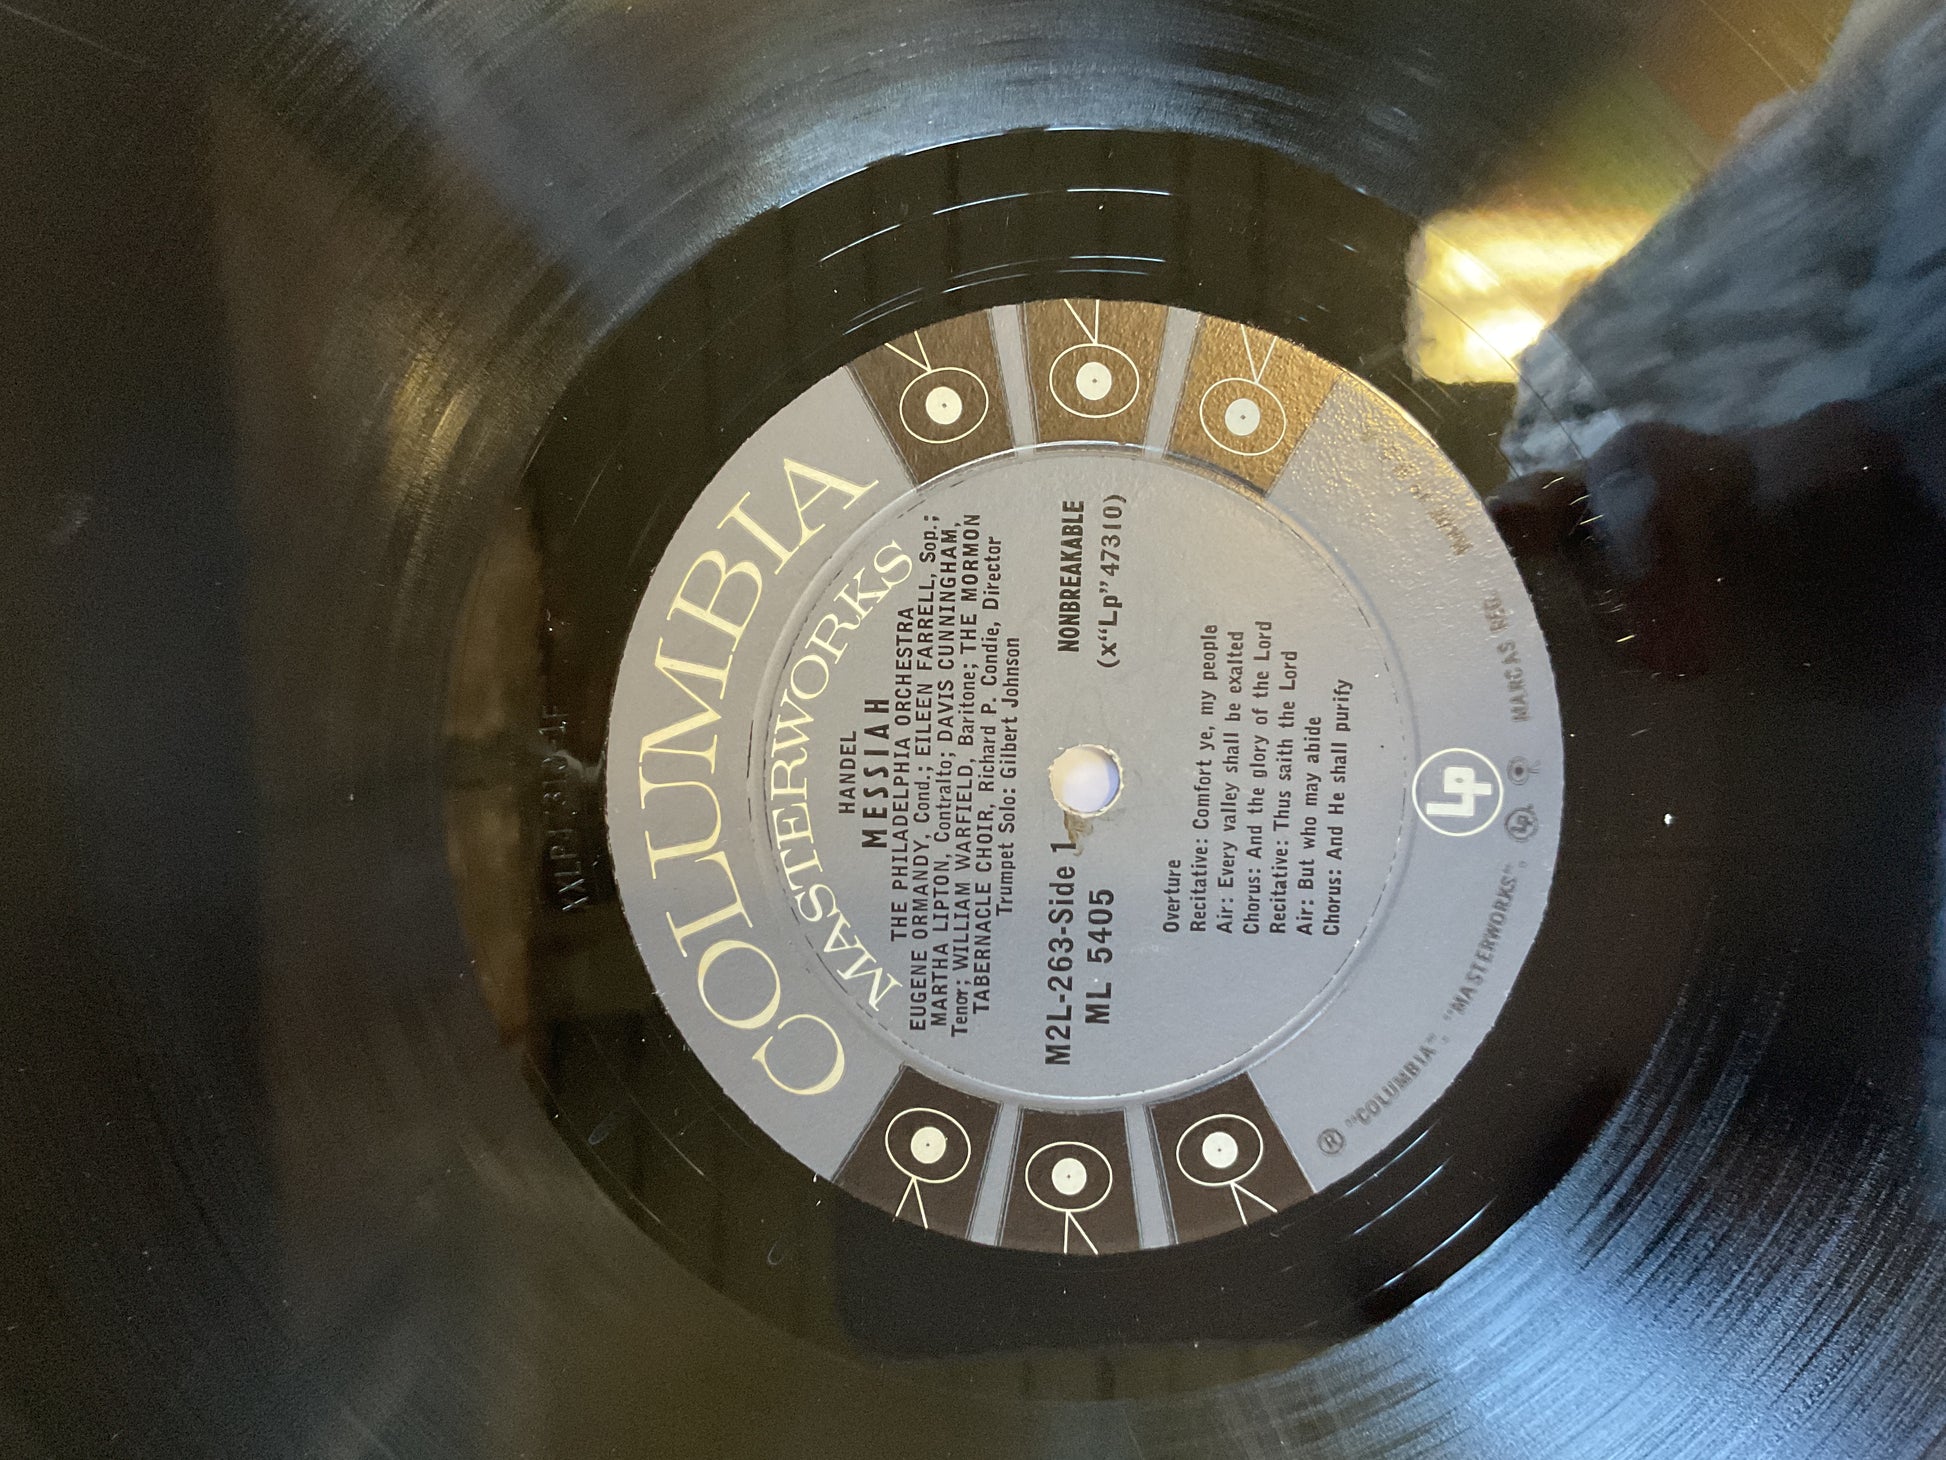 COLUMBIA
MASTERWORKS
HANDEL
MESSIAH
THE PHILADELPHIA ORCHESTRA
EUGENE ORMANDY, Cond.; EILEEN FARRELL, Sop.;
MARTHA LIPTON, Contralto; DAVIS CUNNINGHAM,
Tenor; WILLIAM WARFIELD, Baritone; THE MORMON
TABERNACLE CHOIR, Richard P. Condie, Director
Trumpet Solo: Gilbert Johnson
M2L-263-Side 1
ML 5405
NONBREAKABLE
(x"Lp" 47310)
Overture
Recitative: Comfort ye, my people
Air: Every valley shall be exalted
Chorus: And the glory of the Lord
Recitative: Thus saith the Lord
Air: But who may abide
Chorus: And He shall purify
Lp
® "COLUMBIA", "MASTERWORKS", Lp MARCAS REG.